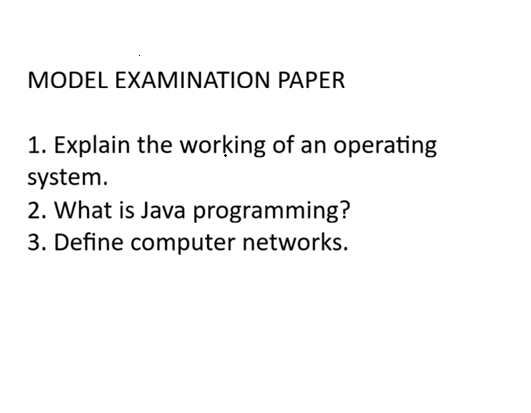 MODEL EXAMINATION PAPER
1. Explain the working of an operating
system.
2. What is Java programming?
3. Define computer networks.